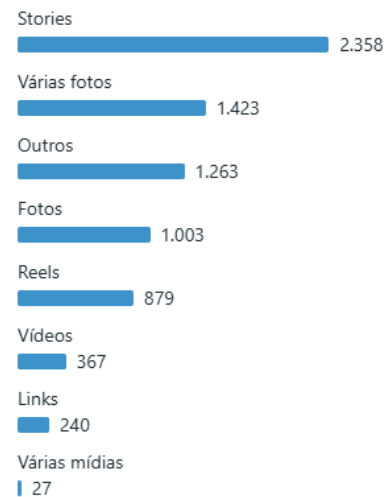 Stories
2.358
Várias fotos
1.423
Outros
1.263
Fotos
1.003
Reels
879
Vídeos
367
Links
240
Várias mídias
27